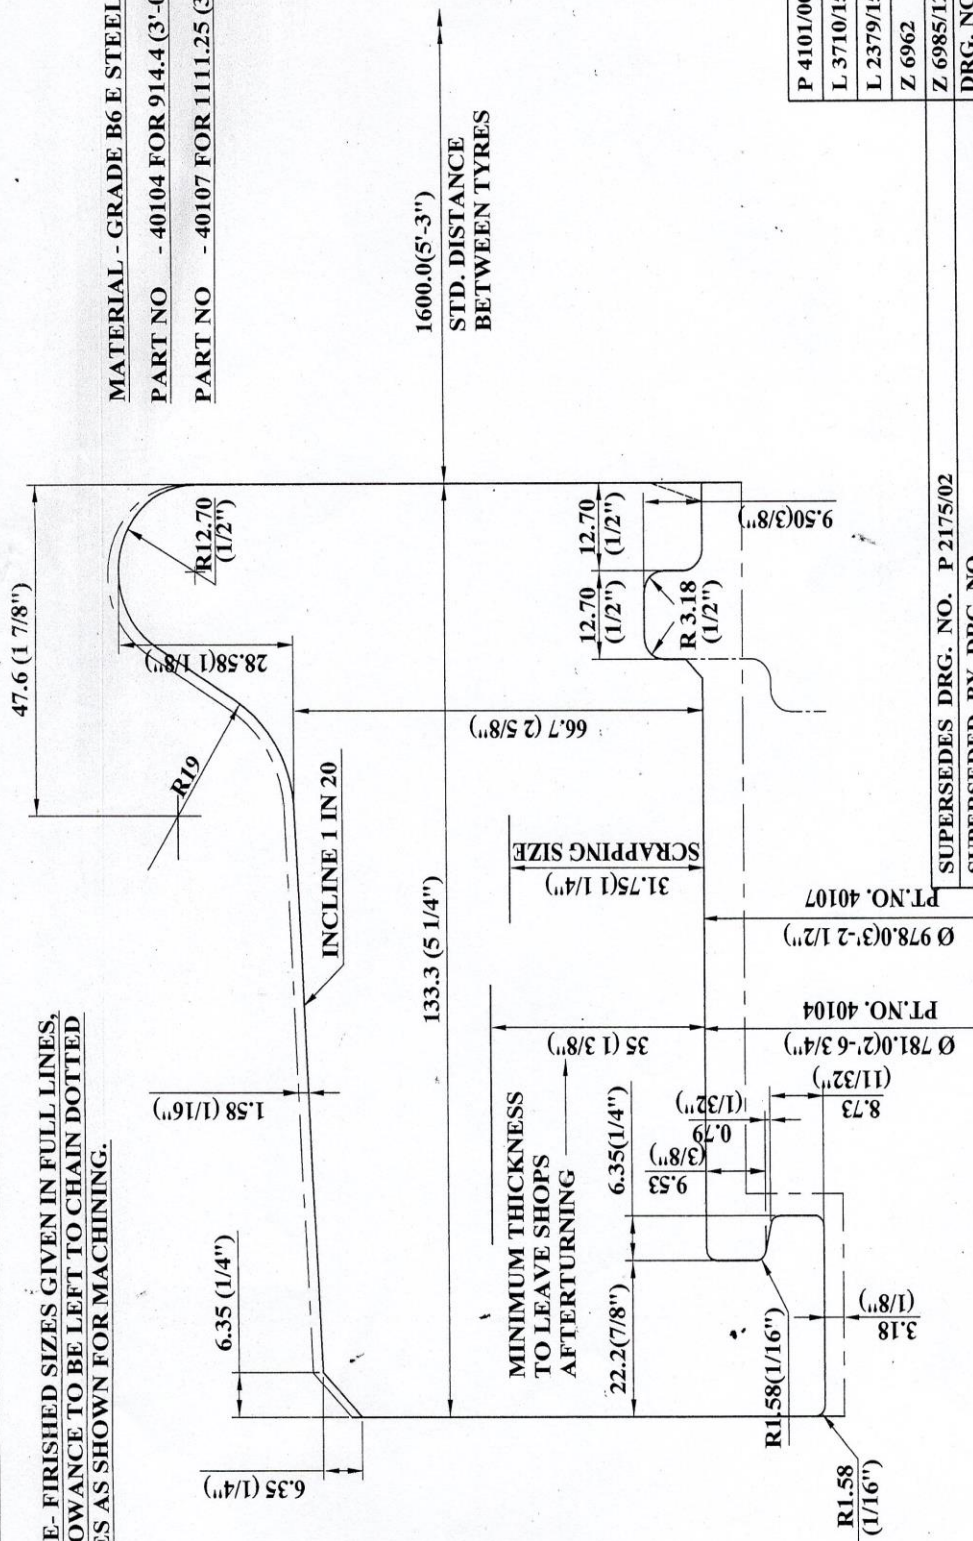 E- FIRISHED SIZES GIVEN IN FULL LINES,
OWANCE TO BE LEFT TO CHAIN DOTTED
ES AS SHOWN FOR MACHINING.
MATERIAL - GRADE B6 E STEEL
PART NO - 40104 FOR 914.4 (3'-
PART NO - 40107 FOR 1111.25 (3
47.6 (1 7/8")
R12.70
(1/2")
28.58(1 1/8")
R19
6.35 (1/4")
6.35 (1/4")
1.58 (1/16")
INCLINE 1 IN 20
133.3 (5 1/4")
1600.0(5'-3")
STD. DISTANCE
BETWEEN TYRES
66.7 (2 5/8")
MINIMUM THICKNESS
TO LEAVE SHOPS
AFTERTURNING
35 (1 3/8")
31.75(1 1/4")
SCRAPPING SIZE
12.70
(1/2")
12.70
(1/2")
R 3.18
(1/2")
9.50(3/8")
22.2(7/8")
6.35(1/4")
9.53
(3/8")
0.79
(1/32")
8.73
(11/32")
R1.58(1/16")
R1.58
(1/16")
3.18
(1/8")
Ø 781.0(2'-6 3/4")
PT.NO. 40104
Ø 978.0(3'-2 1/2")
PT.NO. 40107
P 4101/0
L 3710/1
L 2379/1
Z 6962
Z 6985/1
DRG. NO
SUPERSEDES DRG. NO. P 2175/02
SUPERSEDED BY DRG. NO.